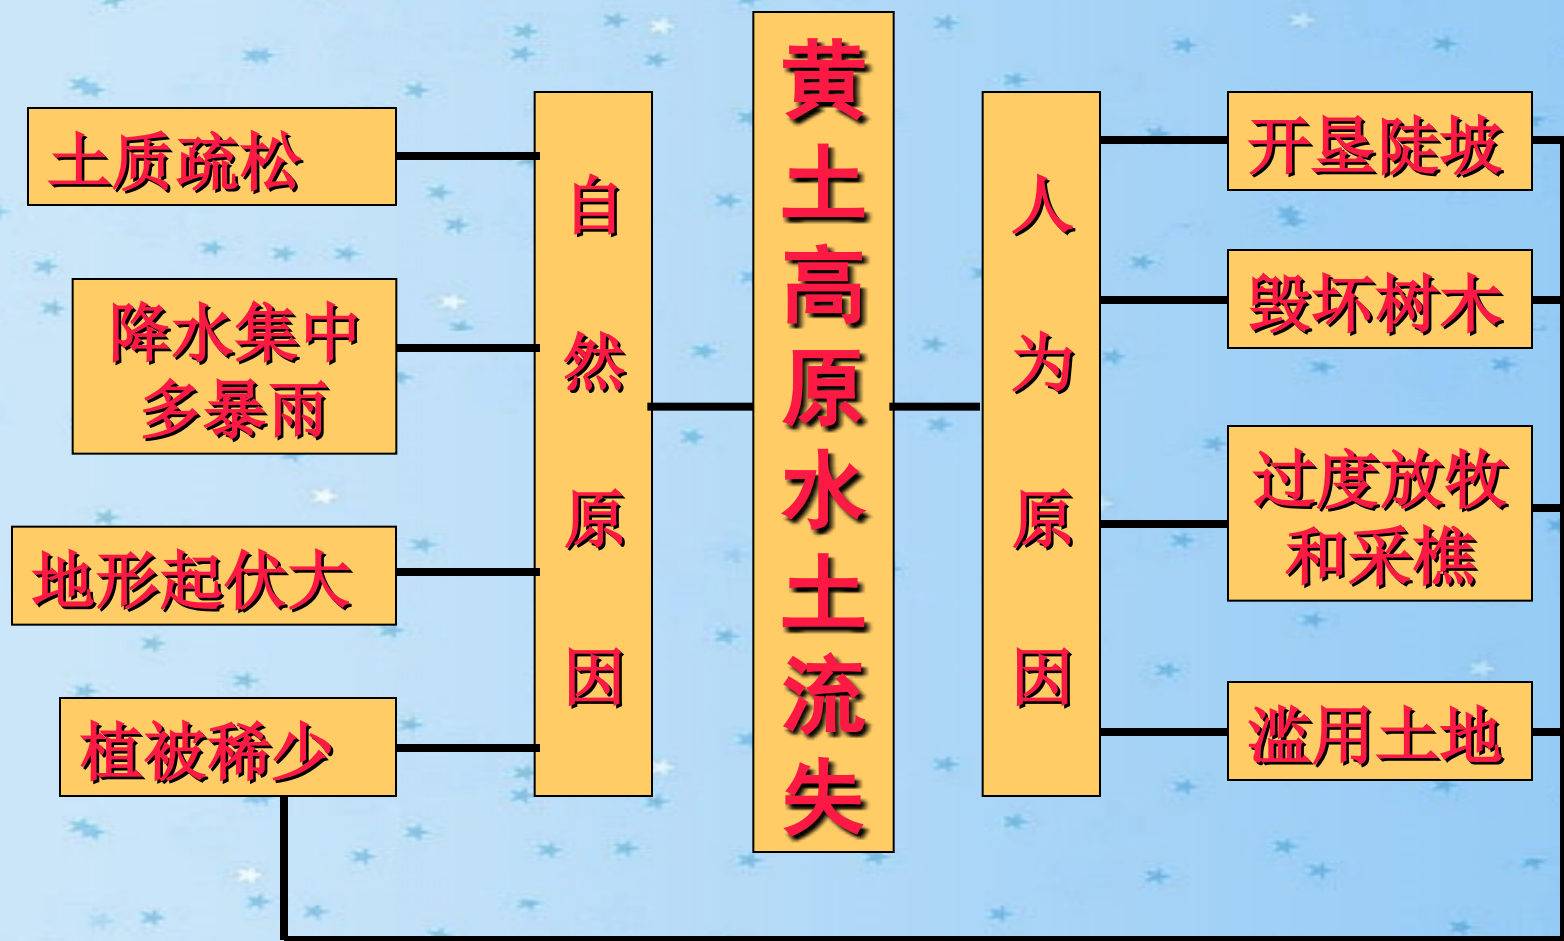 土质疏松
降水集中
多暴雨
地形起伏大
植被稀少
自然原因
黄土高原水土流失
人为原因
开垦陡坡
毁坏树木
过度放牧
和采樵
滥用土地